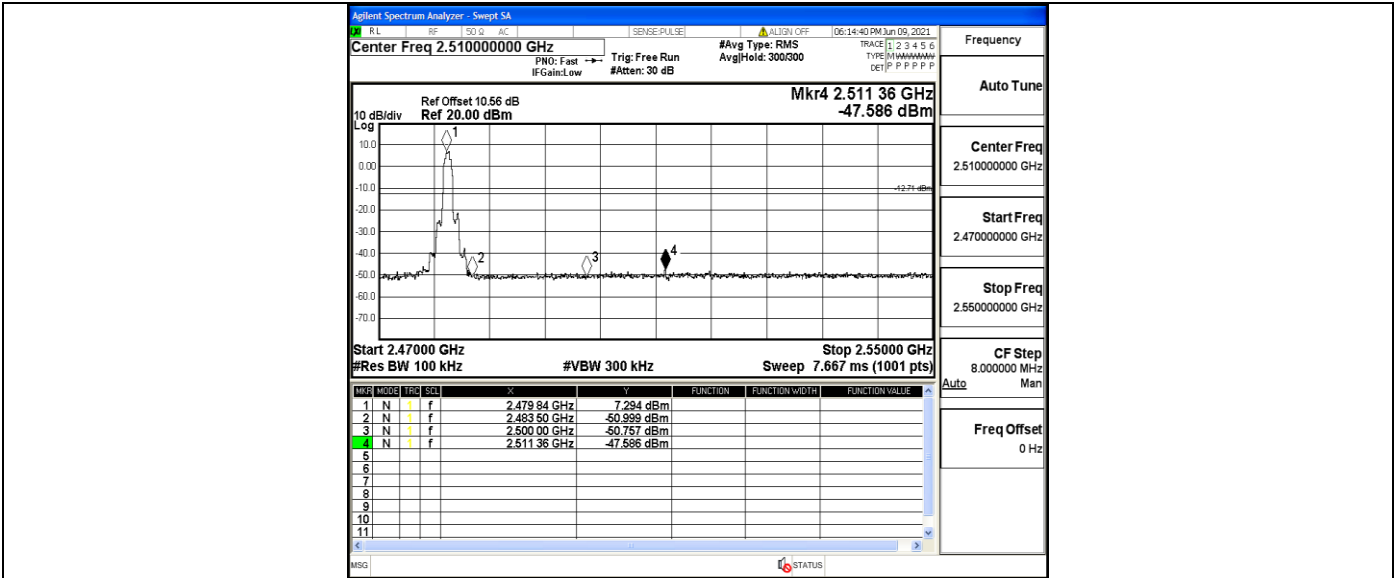 Agilent Spectrum Analyzer - Swept SA
LXI RL RF 50 Ω AC SENSE:PULSE ALIGN OFF 06:14:40 PM Jun 09, 2021
Center Freq 2.510000000 GHz
PNO: Fast
IFGain:Low
Trig: Free Run
#Atten: 30 dB
#Avg Type: RMS
Avg|Hold: 300/300
TRACE 1 2 3 4 5 6
TYPE M WWWWW
DET P P P P P P
Mkr4 2.511 36 GHz
-47.586 dBm
Ref Offset 10.56 dB
10 dB/div Ref 20.00 dBm
Log
1
10.0
0.00
-10.0
-12.71 dBm
-20.0
-30.0
-40.0
2 3 4
-50.0
-60.0
-70.0
Start 2.47000 GHz Stop 2.55000 GHz
#Res BW 100 kHz #VBW 300 kHz Sweep 7.667 ms (1001 pts)
MKR MODE TRC SCL X Y FUNCTION FUNCTION WIDTH FUNCTION VALUE
1 N 1 f 2.479 84 GHz 7.294 dBm
2 N 1 f 2.483 50 GHz -50.999 dBm
3 N 1 f 2.500 00 GHz -50.757 dBm
4 N 1 f 2.511 36 GHz -47.586 dBm
5
6
7
8
9
10
11
MSG STATUS
Frequency
Auto Tune
Center Freq
2.510000000 GHz
Start Freq
2.470000000 GHz
Stop Freq
2.550000000 GHz
CF Step
8.000000 MHz
Auto Man
Freq Offset
0 Hz